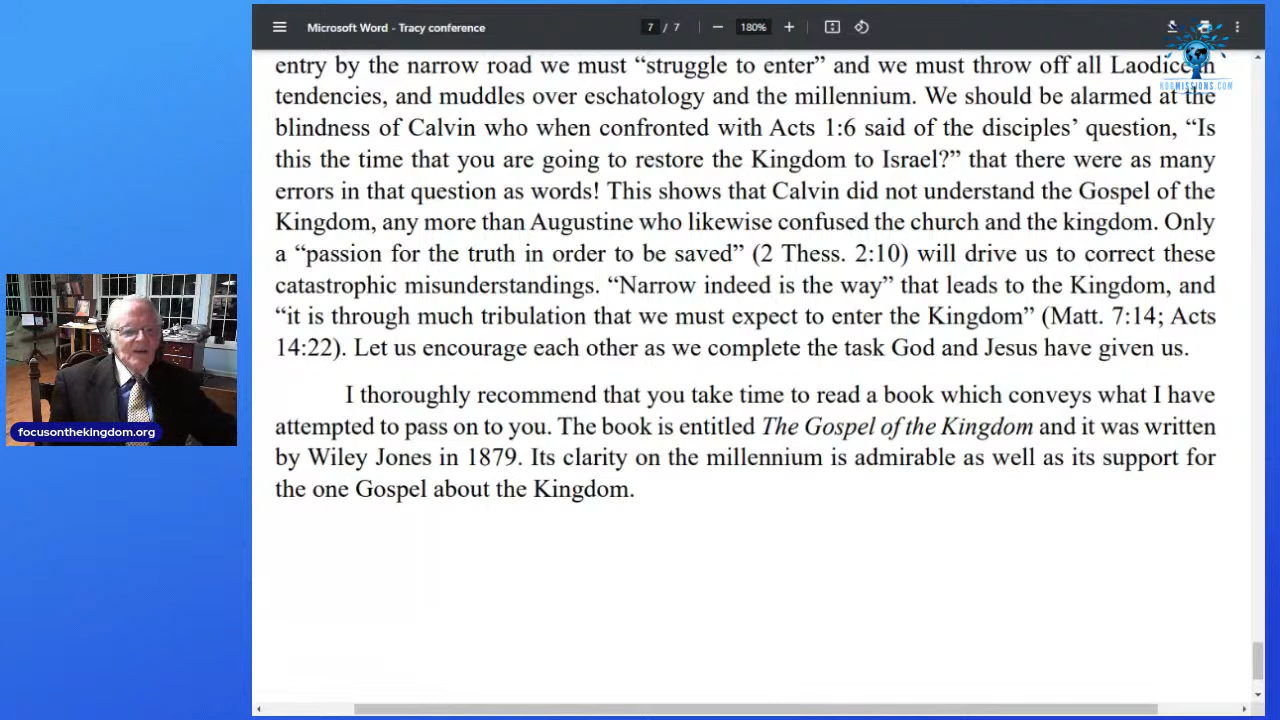 Microsoft Word - Tracy conference
7 / 7
180%
entry by the narrow road we must “struggle to enter” and we must throw off all Laodicean
tendencies, and muddles over eschatology and the millennium. We should be alarmed at the
blindness of Calvin who when confronted with Acts 1:6 said of the disciples’ question, “Is
this the time that you are going to restore the Kingdom to Israel?” that there were as many
errors in that question as words! This shows that Calvin did not understand the Gospel of the
Kingdom, any more than Augustine who likewise confused the church and the kingdom. Only
a “passion for the truth in order to be saved” (2 Thess. 2:10) will drive us to correct these
catastrophic misunderstandings. “Narrow indeed is the way” that leads to the Kingdom, and
“it is through much tribulation that we must expect to enter the Kingdom” (Matt. 7:14; Acts
14:22). Let us encourage each other as we complete the task God and Jesus have given us.
I thoroughly recommend that you take time to read a book which conveys what I have
attempted to pass on to you. The book is entitled The Gospel of the Kingdom and it was written
by Wiley Jones in 1879. Its clarity on the millennium is admirable as well as its support for
the one Gospel about the Kingdom.
focusonthekingdom.org